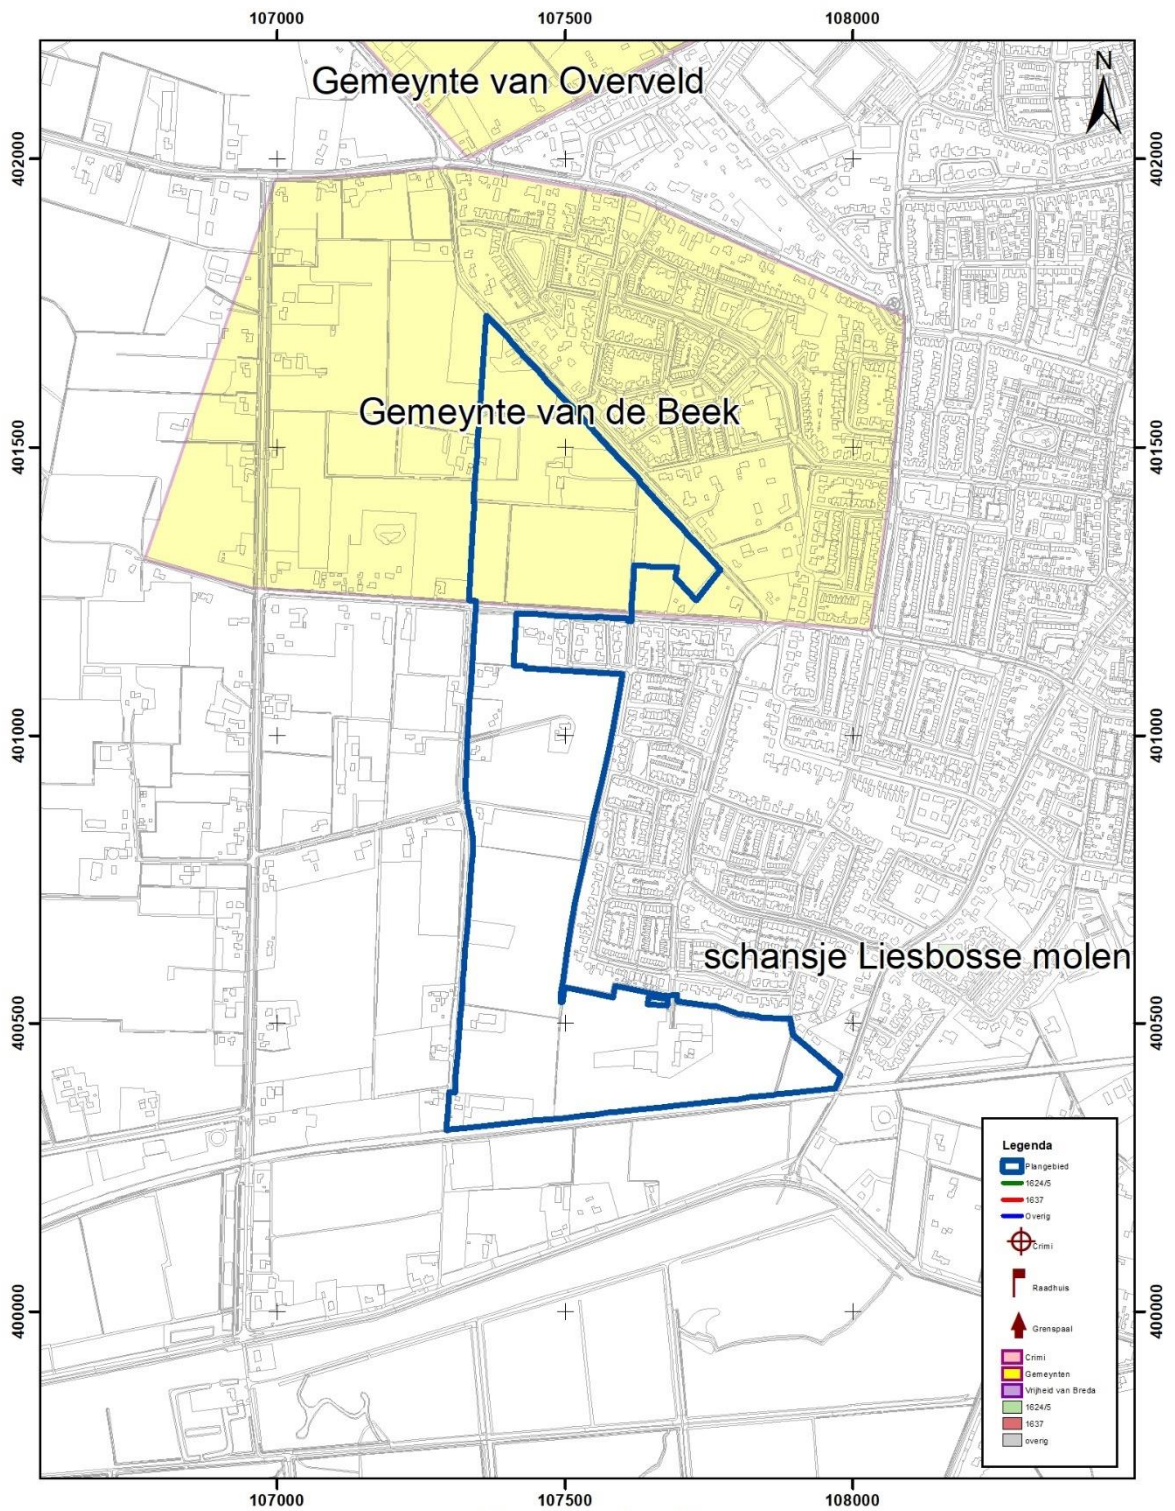 107000
107500
108000
Gemeynte van Overveld
N
402000
402000
Gemeynte van de Beek
401500
401500
401000
401000
schansje Liesbosse molen
400500
400500
Legenda
Plangebied
1624/5
1637
Overig
Crimi
Raadhuis
Grenspaal
Crimi
Gemeynten
Vrijheid van Breda
1624/5
1637
overig
400000
400000
107000
107500
108000